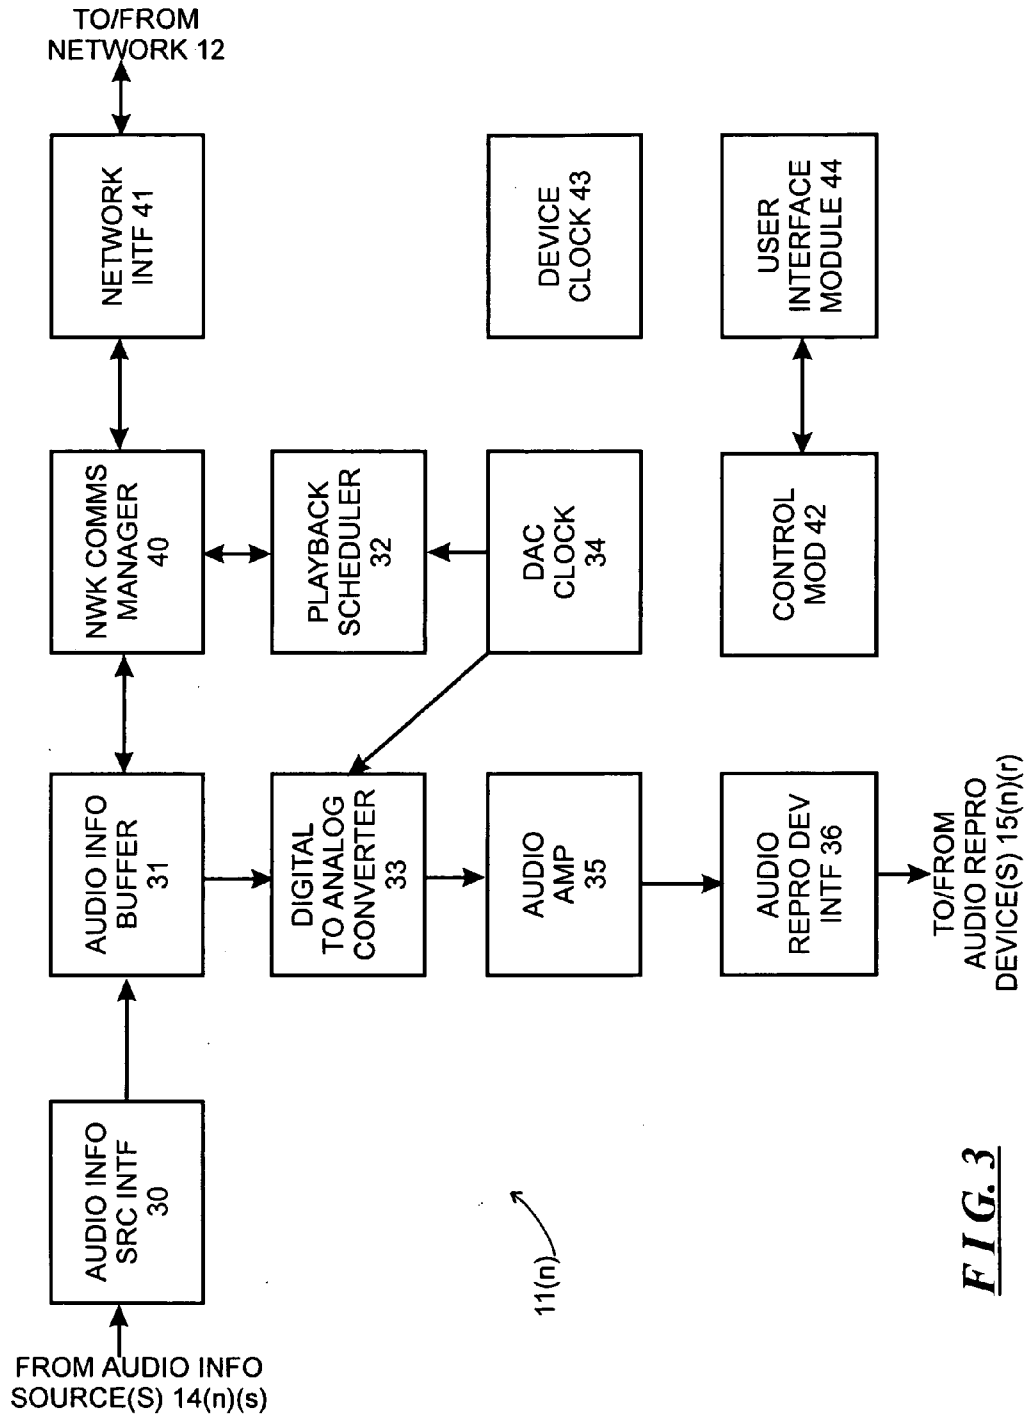 TO/FROM
NETWORK 12
NETWORK
INTF 41
DEVICE
CLOCK 43
USER
INTERFACE
MODULE 44
NWK COMMS
MANAGER
40
PLAYBACK
SCHEDULER
32
DAC
CLOCK
34
CONTROL
MOD 42
AUDIO INFO
BUFFER
31
DIGITAL
TO ANALOG
CONVERTER
33
AUDIO
AMP
35
AUDIO
REPRO DEV
INTF 36
TO/FROM
AUDIO REPRO
DEVICE(S) 15(n)(r)
AUDIO INFO
SRC INTF
30
FROM AUDIO INFO
SOURCE(S) 14(n)(s)
11(n)
FIG. 3